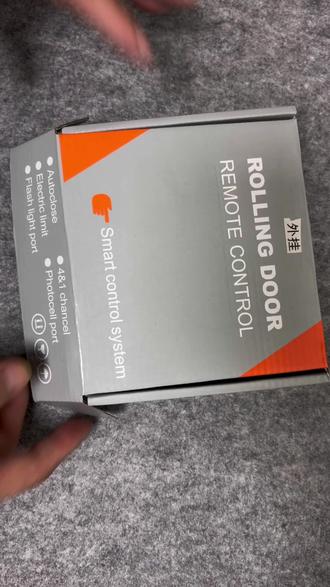 外挂
ROLLING DOOR
REMOTE CONTROL
Smart control system
Autoclose
Electric limit
Flash light port
4&1 chancel
Photocell port